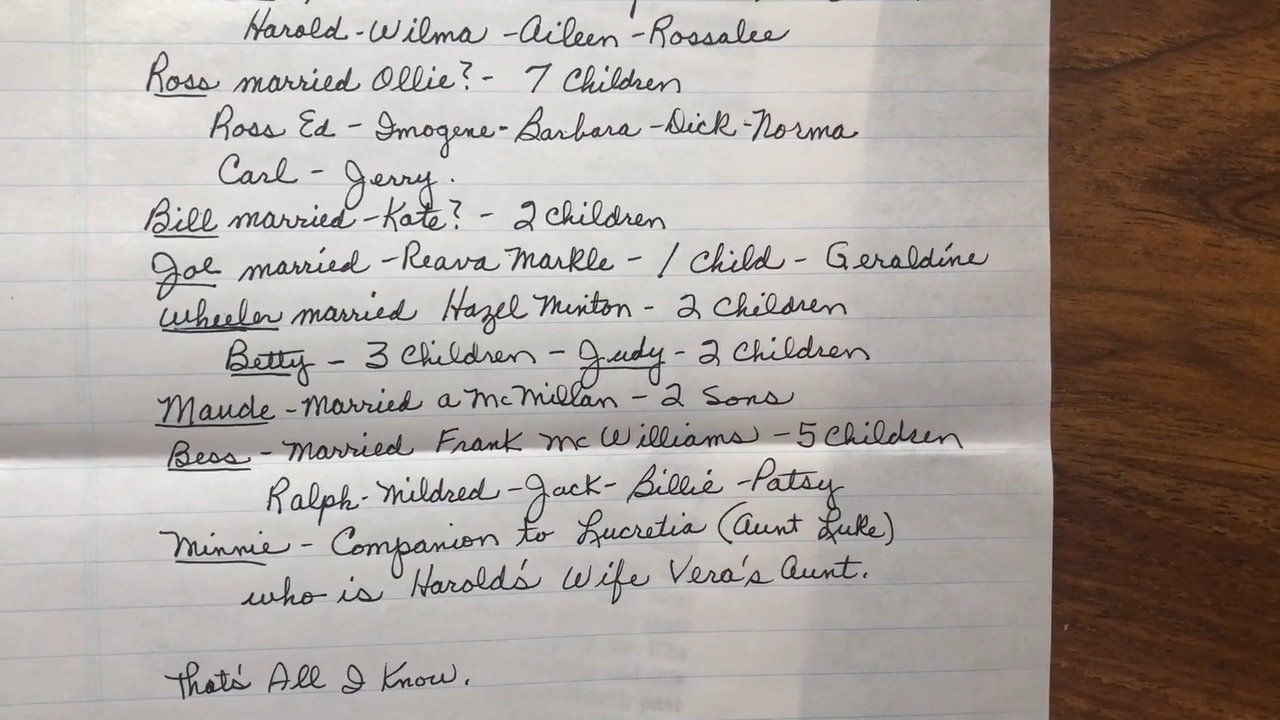 Harold - Wilma - Aileen - Rossalee
Ross married Ollie? - 7 Children
Ross Ed - Imogene - Barbara - Dick - Norma
Carl - Jerry.
Bill married - Kate? - 2 Children
Joe married - Reava Markle - 1 Child - Geraldine
Wheeler married Hazel Minton - 2 Children
Betty - 3 Children - Judy - 2 Children
Maude - Married a McMillan - 2 Sons
Bess - Married Frank McWilliams - 5 Children
Ralph - Mildred - Jack - Billie - Patsy
Minnie - Companion to Lucretia (Aunt Luke)
who is Harold's Wife Vera's Aunt.
That's All I Know.